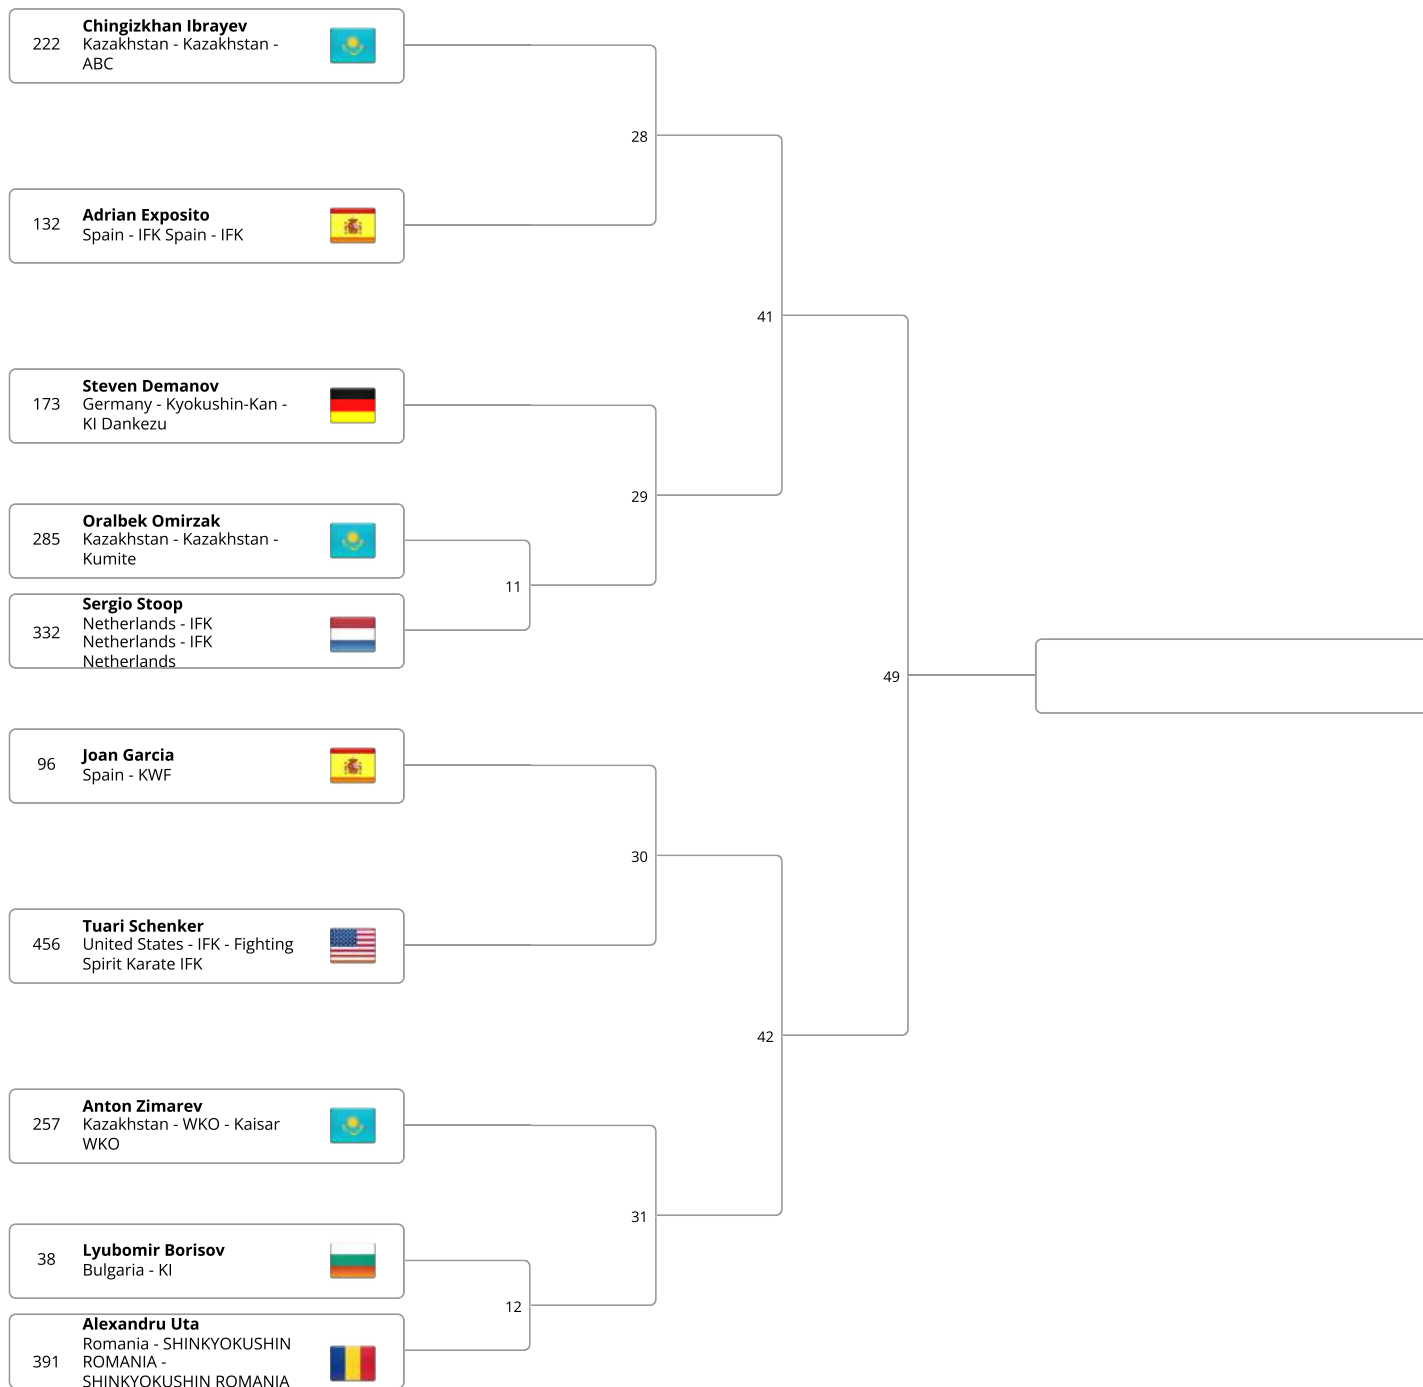 Chingizkhan Ibrayev
222
Kazakhstan - Kazakhstan -
ABC
28
Adrian Exposito
132
Spain - IFK Spain - IFK
41
Steven Demanov
173
Germany - Kyokushin-Kan -
KI Dankezu
29
Oralbek Omirzak
285
Kazakhstan - Kazakhstan -
Kumite
11
Sergio Stoop
332
Netherlands - IFK
Netherlands - IFK
Netherlands
49
Joan Garcia
96
Spain - KWF
30
Tuari Schenker
456
United States - IFK - Fighting
Spirit Karate IFK
42
Anton Zimarev
257
Kazakhstan - WKO - Kaisar
WKO
31
Lyubomir Borisov
38
Bulgaria - KI
12
Alexandru Uta
391
Romania - SHINKYOKUSHIN
ROMANIA -
SHINKYOKUSHIN ROMANIA